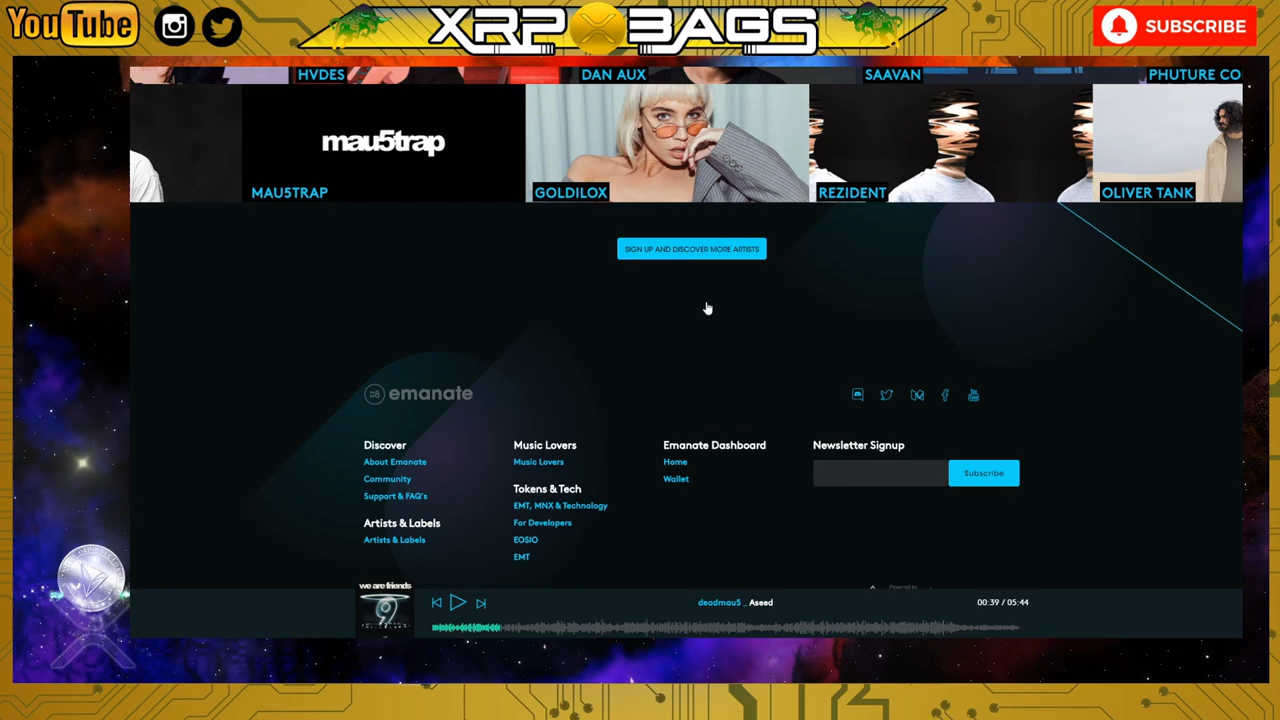 YouTube
XRP BAGS
SUBSCRIBE
HVDES
DAN AUX
SAAVAN
PHUTURE CO
mau5trap
MAU5TRAP
GOLDILOX
REZIDENT
OLIVER TANK
SIGN UP AND DISCOVER MORE ARTISTS
emanate
Discover
About Emanate
Community
Support & FAQ's
Artists & Labels
Artists & Labels
Music Lovers
Music Lovers
Tokens & Tech
EMT, MNX & Technology
For Developers
EOSIO
EMT
Emanate Dashboard
Home
Wallet
Newsletter Signup
Subscribe
Powered by
we are friends
9
deadmau5 _ Aseed
00:39 / 05:44